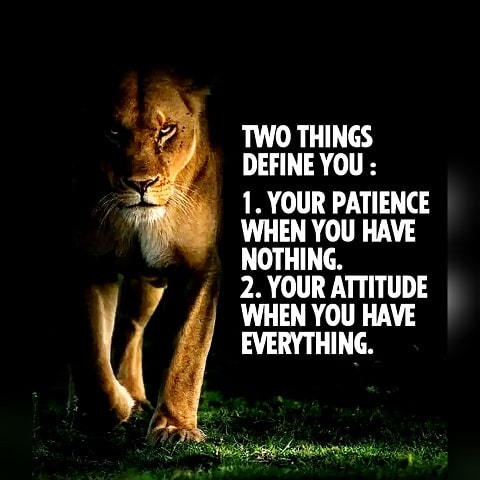 TWO THINGS
DEFINE YOU :
1. YOUR PATIENCE
WHEN YOU HAVE
NOTHING.
2. YOUR ATTITUDE
WHEN YOU HAVE
EVERYTHING.